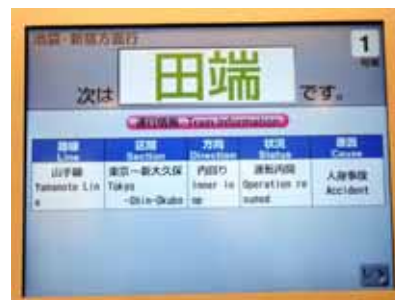 池袋・新宿方面行
1
次は 田端 です。
運行情報 Train Information
路線 区間 方向 状況 原因
Line Section Direction Status Cause
山手線 東京〜新大久保 内回り 運転再開 人身事故
Yamanote Lin Tokyo Inner lo Operation re Accident
e -Shin-Okubo op sumed